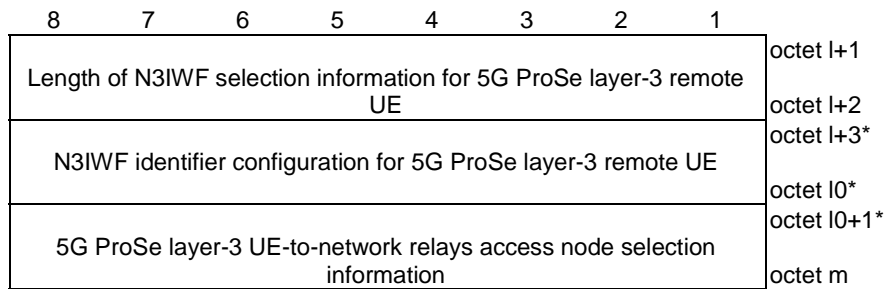 8 7 6 5 4 3 2 1
octet l+1
Length of N3IWF selection information for 5G ProSe layer-3 remote
UE
octet l+2
octet l+3*
N3IWF identifier configuration for 5G ProSe layer-3 remote UE
octet l0*
octet l0+1*
5G ProSe layer-3 UE-to-network relays access node selection
information
octet m